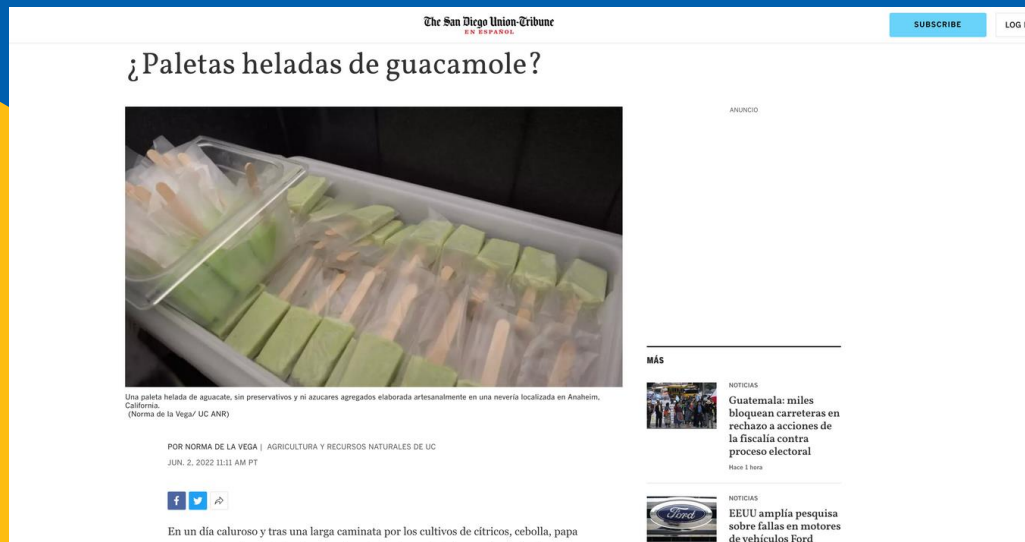 The San Diego Union-Tribune
EN ESPAÑOL
SUBSCRIBE
LOG
¿Paletas heladas de guacamole?
ANUNCIO
Una paleta helada de aguacate, sin preservativos y ni azucares agregados elaborada artesanalmente en una nevería localizada en Anaheim,
California.
(Norma de la Vega/ UC ANR)
POR NORMA DE LA VEGA | AGRICULTURA Y RECURSOS NATURALES DE UC
JUN. 2, 2022 11:11 AM PT
En un día caluroso y tras una larga caminata por los cultivos de cítricos, cebolla, papa
MÁS
NOTICIAS
Guatemala: miles
bloquean carreteras en
rechazo a acciones de
la fiscalía contra
proceso electoral
Hace 1 hora
Ford
NOTICIAS
EEUU amplía pesquisa
sobre fallas en motores
de vehículos Ford